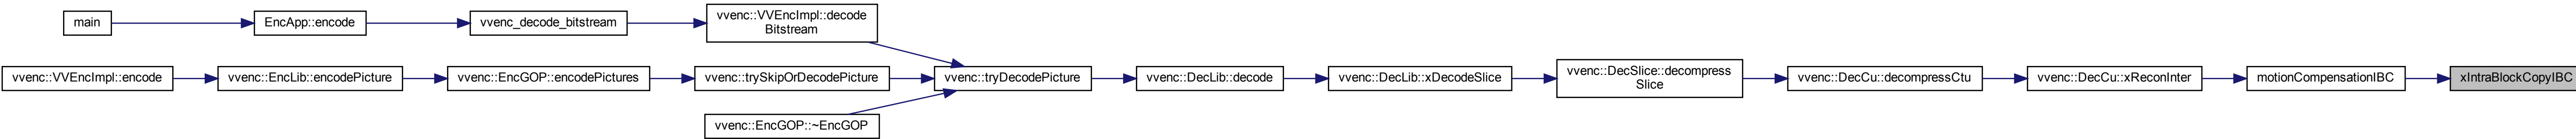 main
EncApp::encode
vvenc_decode_bitstream
vvenc::VVEncImpl::decode
Bitstream
vvenc::VVEncImpl::encode
vvenc::EncLib::encodePicture
vvenc::EncGOP::encodePictures
vvenc::trySkipOrDecodePicture
vvenc::tryDecodePicture
vvenc::DecLib::decode
vvenc::DecLib::xDecodeSlice
vvenc::DecSlice::decompress
Slice
vvenc::DecCu::decompressCtu
vvenc::DecCu::xReconInter
motionCompensationIBC
xIntraBlockCopyIBC
vvenc::EncGOP::~EncGOP